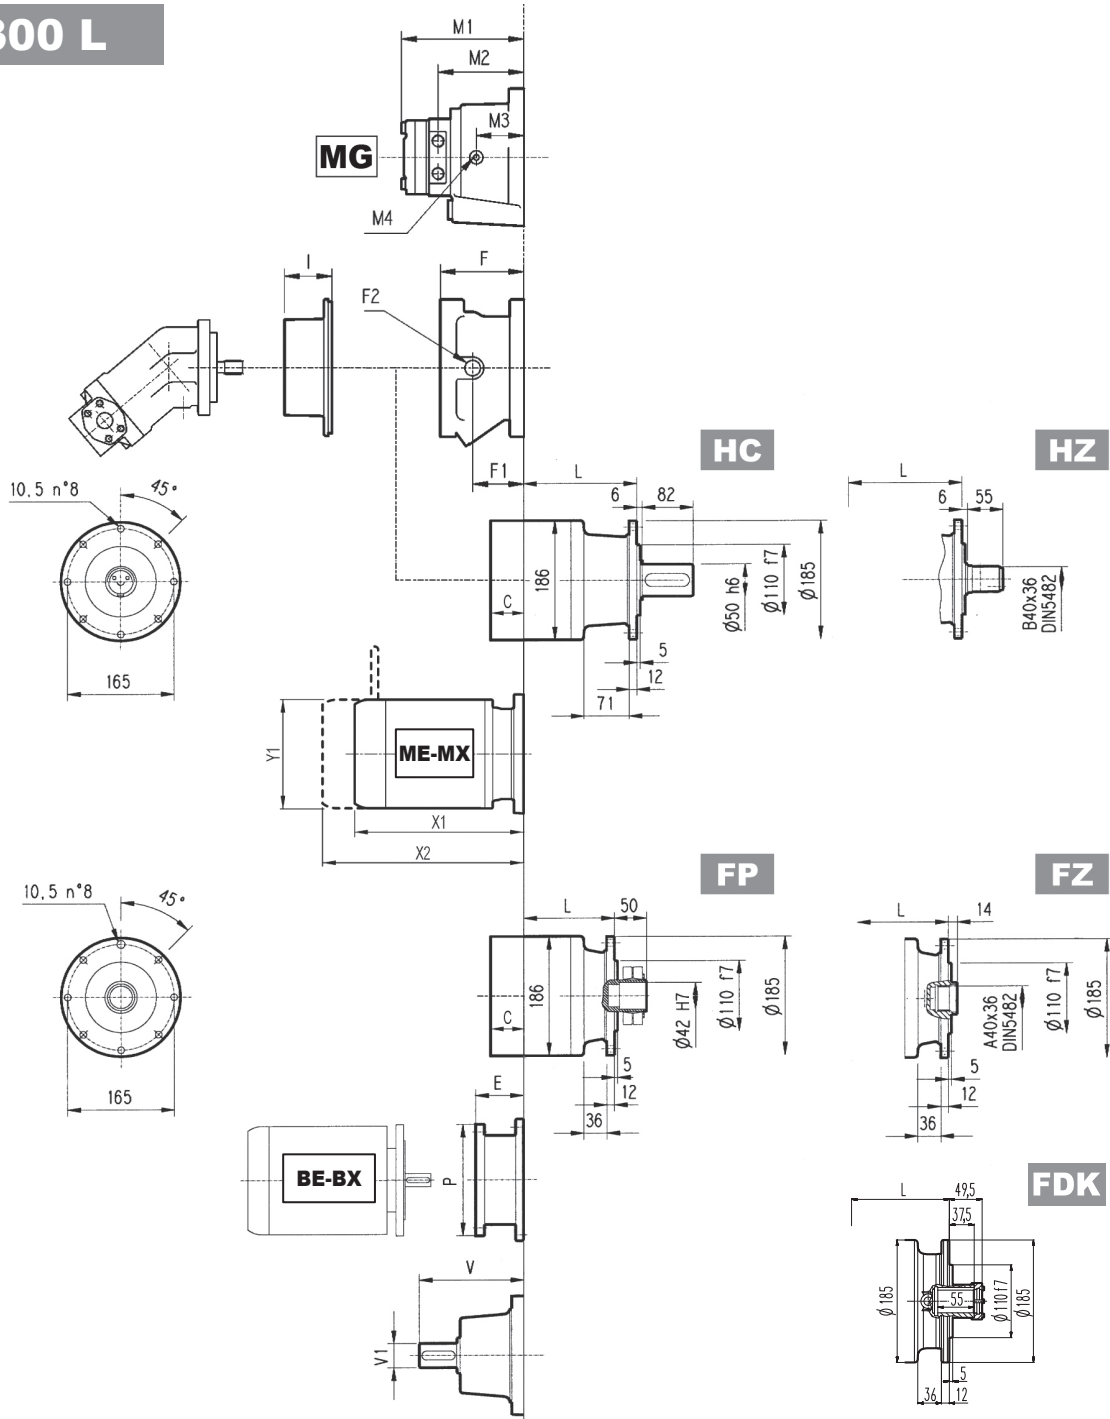 300 L
M1
M2
M3
MG
M4
I
F
F2
HC
HZ
F1
L
L
10,5 n°8
45°
6
82
6
55
186
C
Ø50 h6
Ø110 f7
Ø185
B40x36
DIN5482
5
12
71
165
ME-MX
Y1
X1
X2
FP
FZ
10,5 n°8
45°
L
50
L
14
186
C
Ø42 H7
Ø110 f7
Ø185
A40x36
DIN5482
Ø110 f7
Ø185
5
12
36
5
12
36
165
E
BE-BX
P
FDK
L
49,5
37,5
Ø185
55
Ø110 f7
Ø185
5
36
12
V
V1